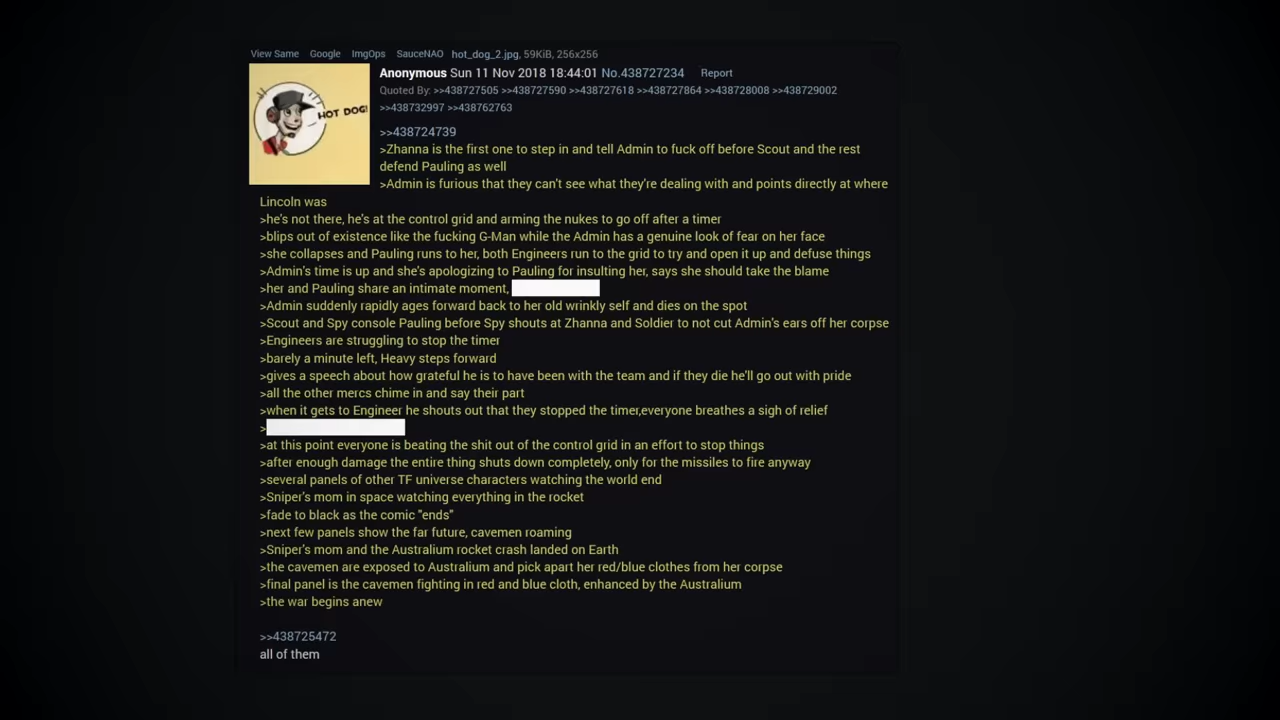 View Same Google ImgOps SauceNAO hot_dog_2.jpg, 59KiB, 256x256
HOT DOG!
Anonymous Sun 11 Nov 2018 18:44:01 No.438727234 Report
Quoted By: >>438727505 >>438727590 >>438727618 >>438727864 >>438728008 >>438729002
>>438732997 >>438762763
>>438724739
>Zhanna is the first one to step in and tell Admin to fuck off before Scout and the rest
defend Pauling as well
>Admin is furious that they can't see what they're dealing with and points directly at where
Lincoln was
>he's not there, he's at the control grid and arming the nukes to go off after a timer
>blips out of existence like the fucking G-Man while the Admin has a genuine look of fear on her face
>she collapses and Pauling runs to her, both Engineers run to the grid to try and open it up and defuse things
>Admin's time is up and she's apologizing to Pauling for insulting her, says she should take the blame
>her and Pauling share an intimate moment,
>Admin suddenly rapidly ages forward back to her old wrinkly self and dies on the spot
>Scout and Spy console Pauling before Spy shouts at Zhanna and Soldier to not cut Admin's ears off her corpse
>Engineers are struggling to stop the timer
>barely a minute left, Heavy steps forward
>gives a speech about how grateful he is to have been with the team and if they die he'll go out with pride
>all the other mercs chime in and say their part
>when it gets to Engineer he shouts out that they stopped the timer,everyone breathes a sigh of relief
>
>at this point everyone is beating the shit out of the control grid in an effort to stop things
>after enough damage the entire thing shuts down completely, only for the missiles to fire anyway
>several panels of other TF universe characters watching the world end
>Sniper's mom in space watching everything in the rocket
>fade to black as the comic "ends"
>next few panels show the far future, cavemen roaming
>Sniper's mom and the Australium rocket crash landed on Earth
>the cavemen are exposed to Australium and pick apart her red/blue clothes from her corpse
>final panel is the cavemen fighting in red and blue cloth, enhanced by the Australium
>the war begins anew
>>438725472
all of them